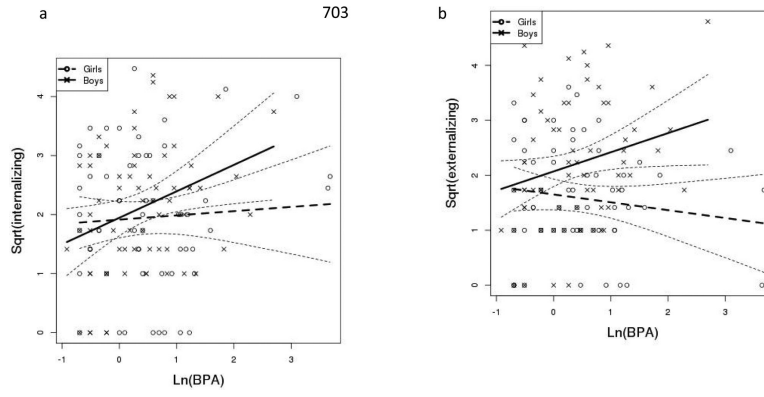 a
703
b
Girls
Boys
Sqrt(internalizing)
4
3
2
1
0
-1
0
1
2
3
Ln(BPA)
Girls
Boys
Sqrt(externalizing)
4
3
2
1
0
-1
0
1
2
3
Ln(BPA)